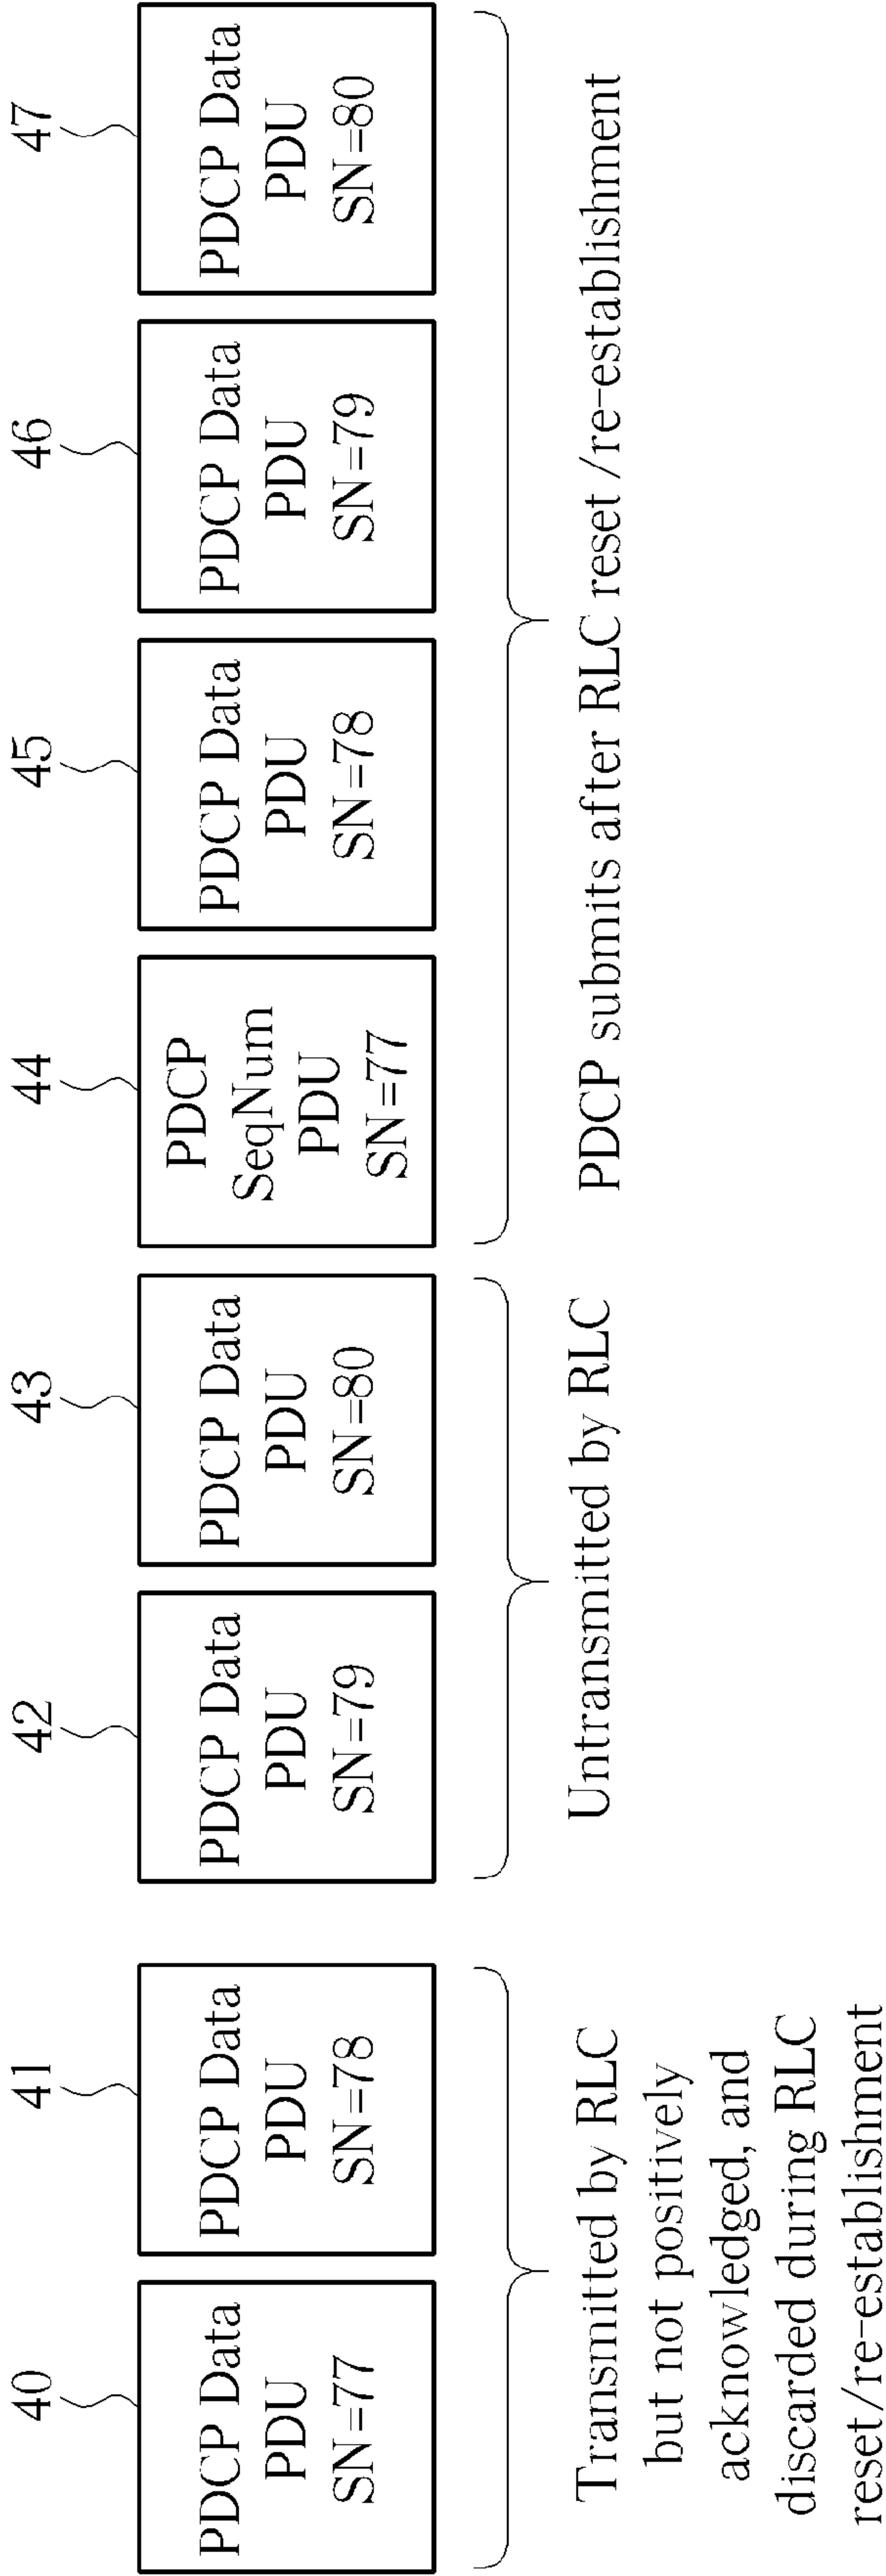 40
41
42
43
44
45
46
47
PDCP Data
PDU
SN=77
PDCP Data
PDU
SN=78
PDCP Data
PDU
SN=79
PDCP Data
PDU
SN=80
PDCP
SeqNum
PDU
SN=77
PDCP Data
PDU
SN=78
PDCP Data
PDU
SN=79
PDCP Data
PDU
SN=80
Transmitted by RLC
but not positively
acknowledged, and
discarded during RLC
reset/re-establishment
Untransmitted by RLC
PDCP submits after RLC reset/re-establishment